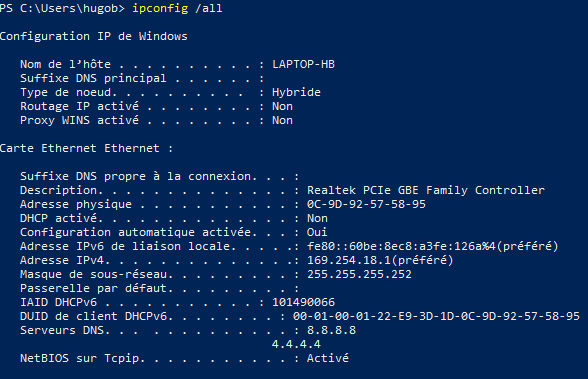 PS C:\Users\hugob> ipconfig /all
Configuration IP de Windows
Nom de l’hôte . . . . . . . . . . : LAPTOP-HB
Suffixe DNS principal . . . . . . :
Type de noeud. . . . . . . . . .  : Hybride
Routage IP activé . . . . . . . . : Non
Proxy WINS activé . . . . . . . . : Non
Carte Ethernet Ethernet :
Suffixe DNS propre à la connexion. . . :
Description. . . . . . . . . . . . . . : Realtek PCIe GBE Family Controller
Adresse physique . . . . . . . . . . . : 0C-9D-92-57-58-95
DHCP activé. . . . . . . . . . . . . . : Non
Configuration automatique activée. . . : Oui
Adresse IPv6 de liaison locale. . . . .: fe80::60be:8ec8:a3fe:126a%4(préféré)
Adresse IPv4. . . . . . . . . . . . . .: 169.254.18.1(préféré)
Masque de sous-réseau. . . . . . . . . : 255.255.255.252
Passerelle par défaut. . . . . . . . . :
IAID DHCPv6 . . . . . . . . . . . : 101490066
DUID de client DHCPv6. . . . . . . . : 00-01-00-01-22-E9-3D-1D-0C-9D-92-57-58-95
Serveurs DNS. . .  . . . . . . . . . . : 8.8.8.8
4.4.4.4
NetBIOS sur Tcpip. . . . . . . . . . . : Activé